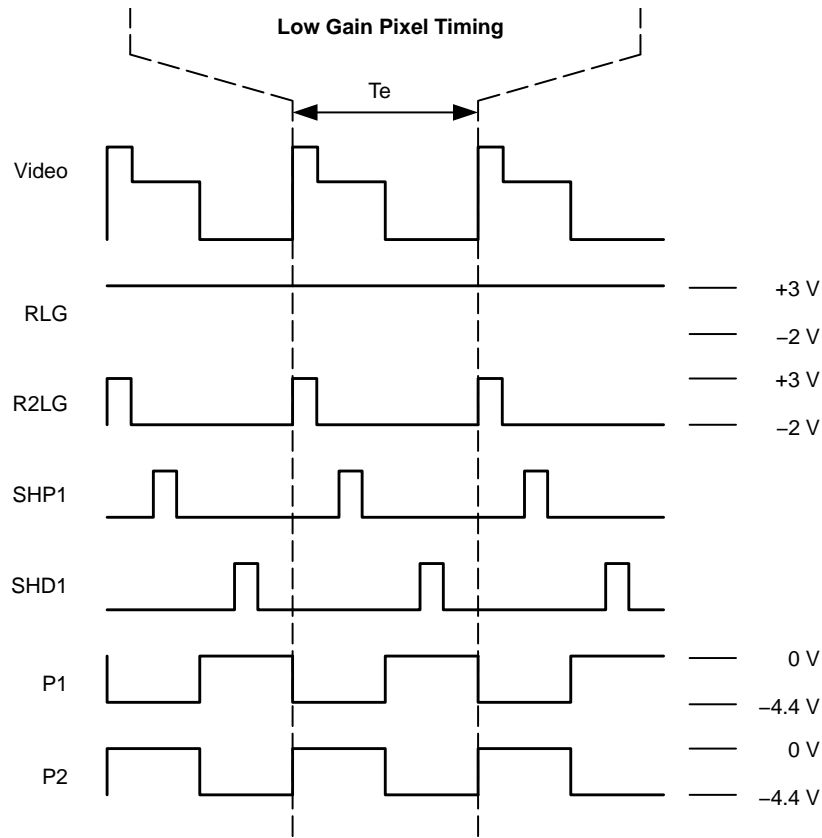 Low Gain Pixel Timing
Te
Video
RLG
+3 V
−2 V
R2LG
+3 V
−2 V
SHP1
SHD1
P1
0 V
−4.4 V
P2
0 V
−4.4 V